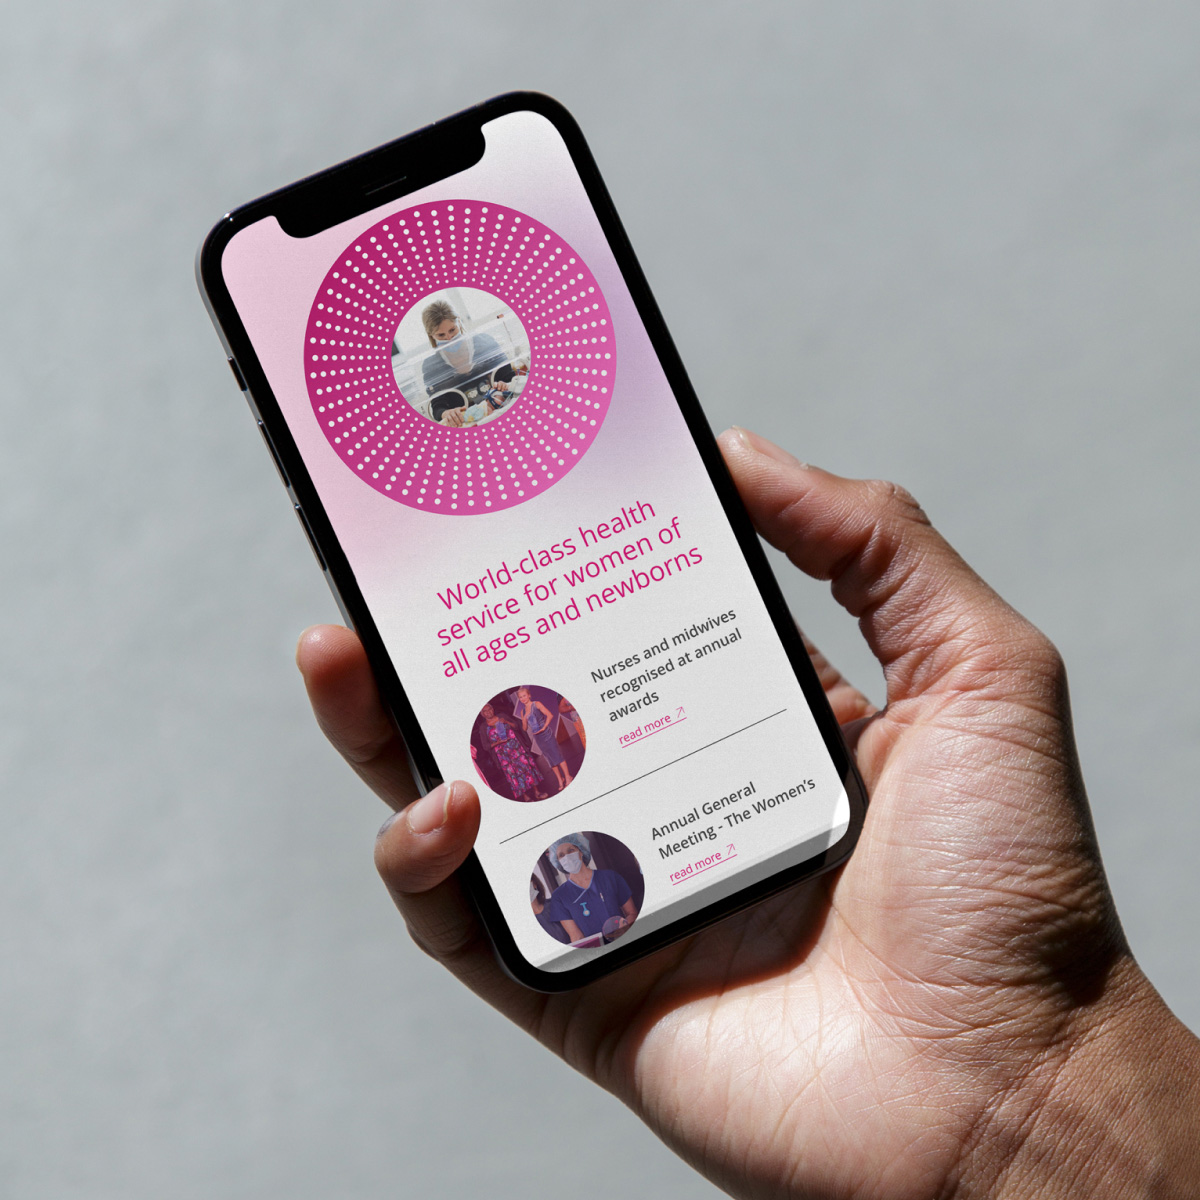 World-class health
service for women of
all ages and newborns
Nurses and midwives
recognised at annual
awards
read more
Annual General
Meeting - The Women's
read more